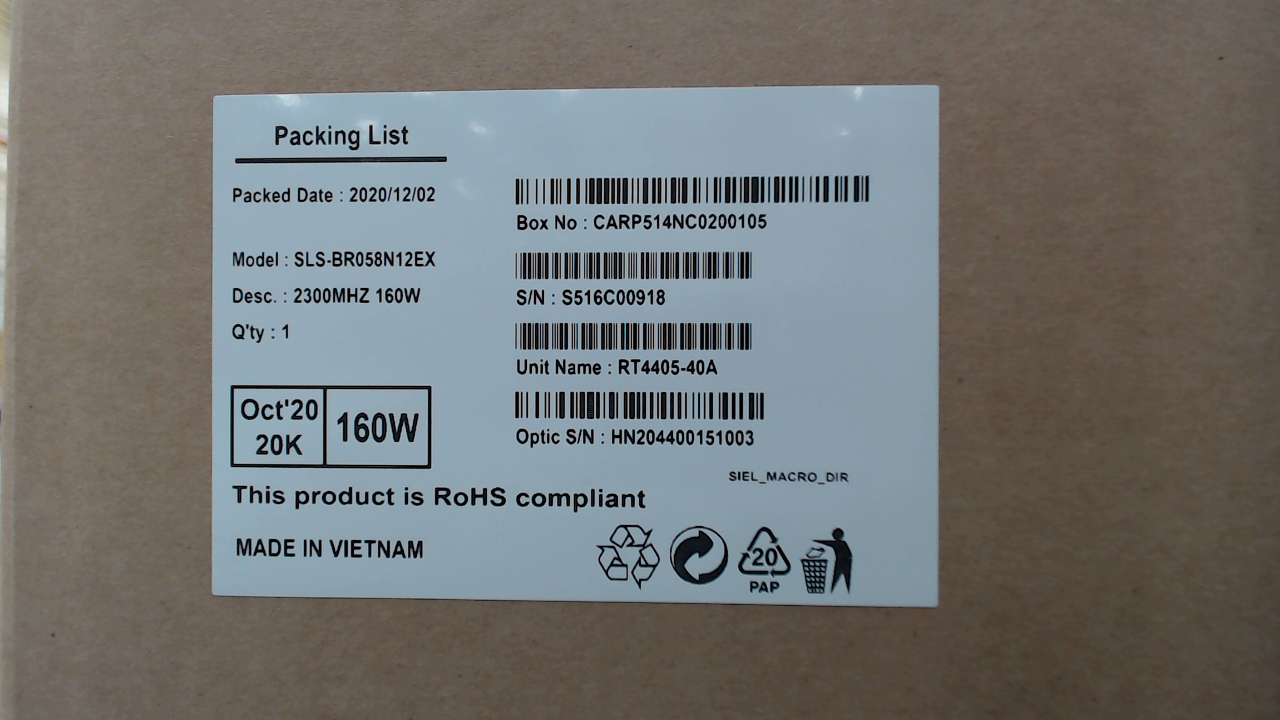 Packing List
Packed Date : 2020/12/02
Box No : CARP514NC0200105
Model : SLS-BR058N12EX
Desc. : 2300MHZ 160W
S/N : S516C00918
Q'ty : 1
Unit Name : RT4405-40A
Oct'20
20K
160W
Optic S/N : HN204400151003
SIEL_MACRO_DIR
This product is RoHS compliant
MADE IN VIETNAM
20
PAP